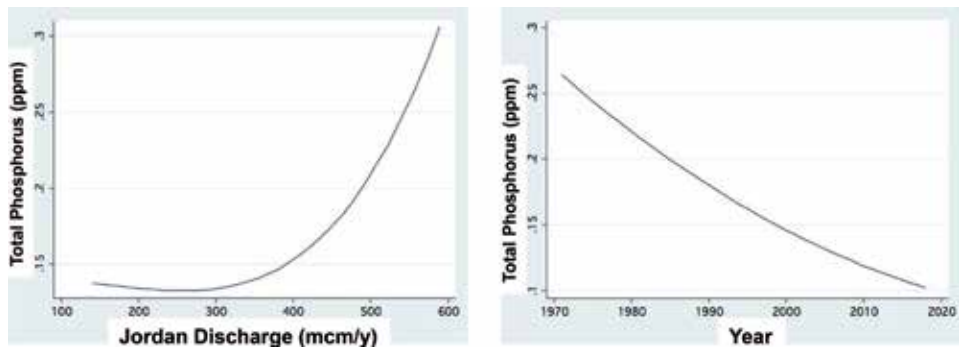 Total Phosphorus (ppm)
.3
.25
.2
.15
100 200 300 400 500 600
Jordan Discharge (mcm/y)
Total Phosphorus (ppm)
.3
.25
.2
.15
.1
1970 1980 1990 2000 2010 2020
Year